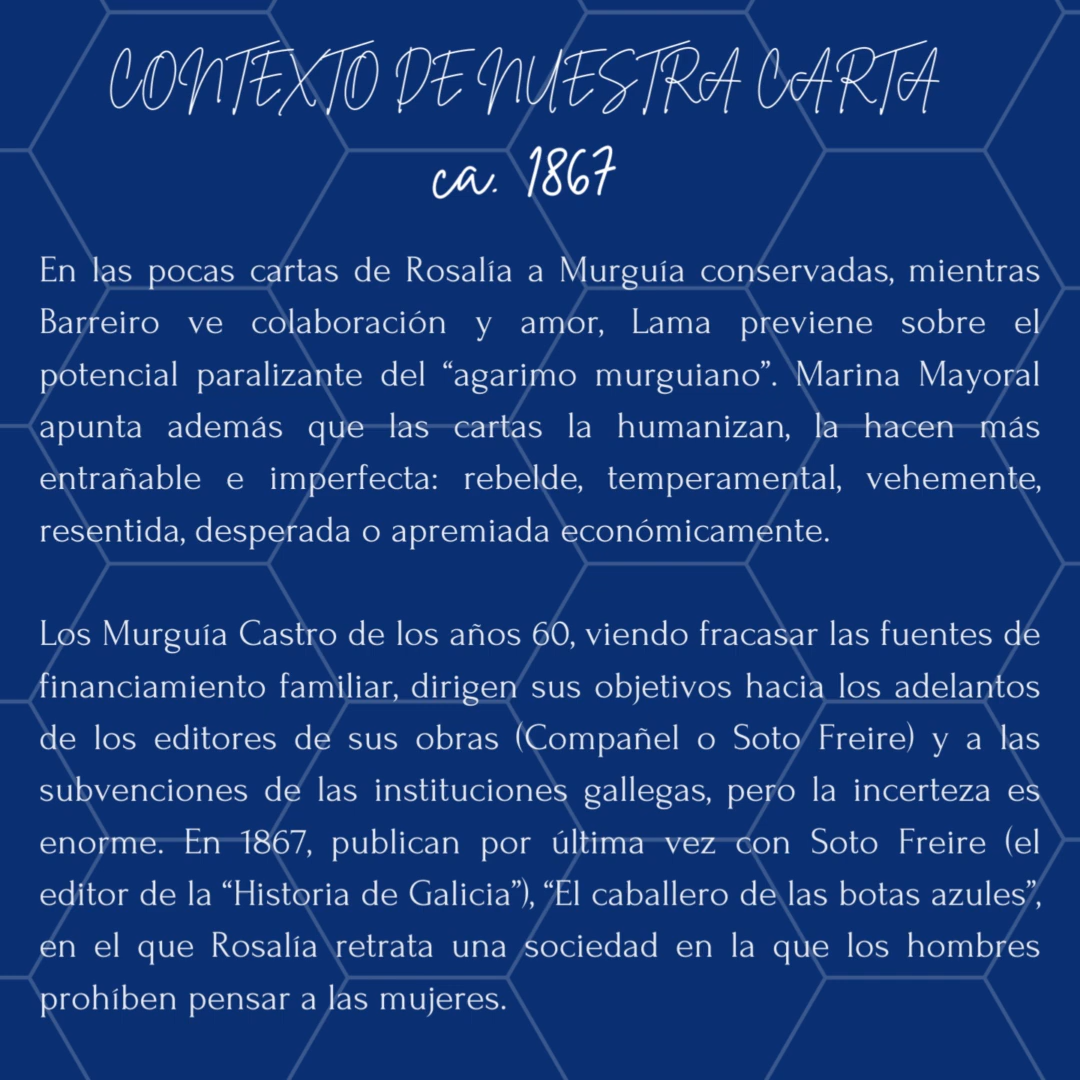 CONTEXTO DE NUESTRA CARTA
ca. 1867
En las pocas cartas de Rosalía a Murguía conservadas, mientras
Barreiro ve colaboración y amor, Lama previene sobre el
potencial paralizante del “agarimo murguiano”. Marina Mayoral
apunta además que las cartas la humanizan, la hacen más
entrañable e imperfecta: rebelde, temperamental, vehemente,
resentida, desperada o apremiada económicamente.
Los Murguía Castro de los años 60, viendo fracasar las fuentes de
financiamiento familiar, dirigen sus objetivos hacia los adelantos
de los editores de sus obras (Compañel o Soto Freire) y a las
subvenciones de las instituciones gallegas, pero la incerteza es
enorme. En 1867, publican por última vez con Soto Freire (el
editor de la “Historia de Galicia”), “El caballero de las botas azules”,
en el que Rosalía retrata una sociedad en la que los hombres
prohíben pensar a las mujeres.